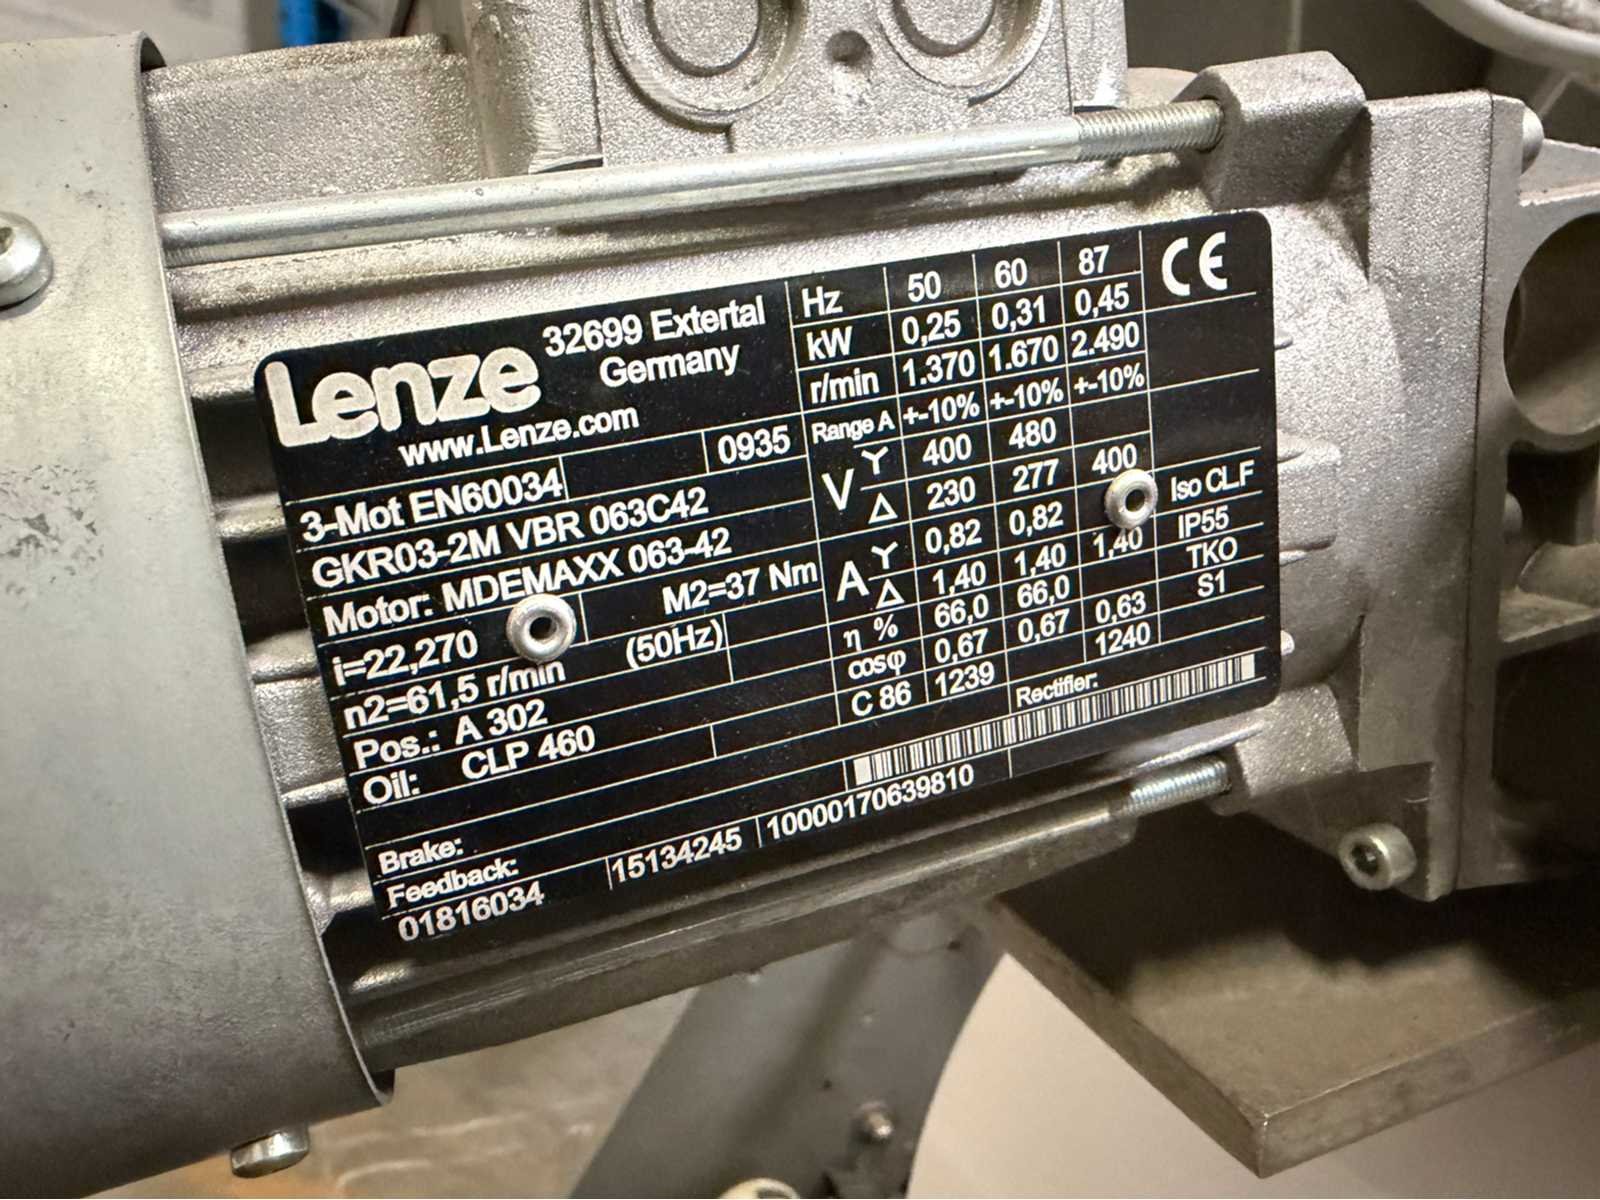 Lenze 32699 Extertal
Germany
www.Lenze.com
3-Mot EN60034 0935
GKR03-2M VBR 063C42
Motor: MDEMAXX 063-42
i=22,270 M2=37 Nm
n2=61,5 r/min (50Hz)
Pos.: A 302
Oil: CLP 460
Brake:
Feedback:
01816034 15134245 10000170639810
Hz 50 60 87 CE
kW 0,25 0,31 0,45
r/min 1.370 1.670 2.490
Range A +-10% +-10% +-10%
V Y 400 480
Δ 230 277 400
A Y 0,82 0,82
Δ 1,40 1,40 1,40
η % 66,0 66,0
cosφ 0,67 0,67 0,63
C 86 1239 1240
Iso CLF
IP55
TKO
S1
Rectifier: